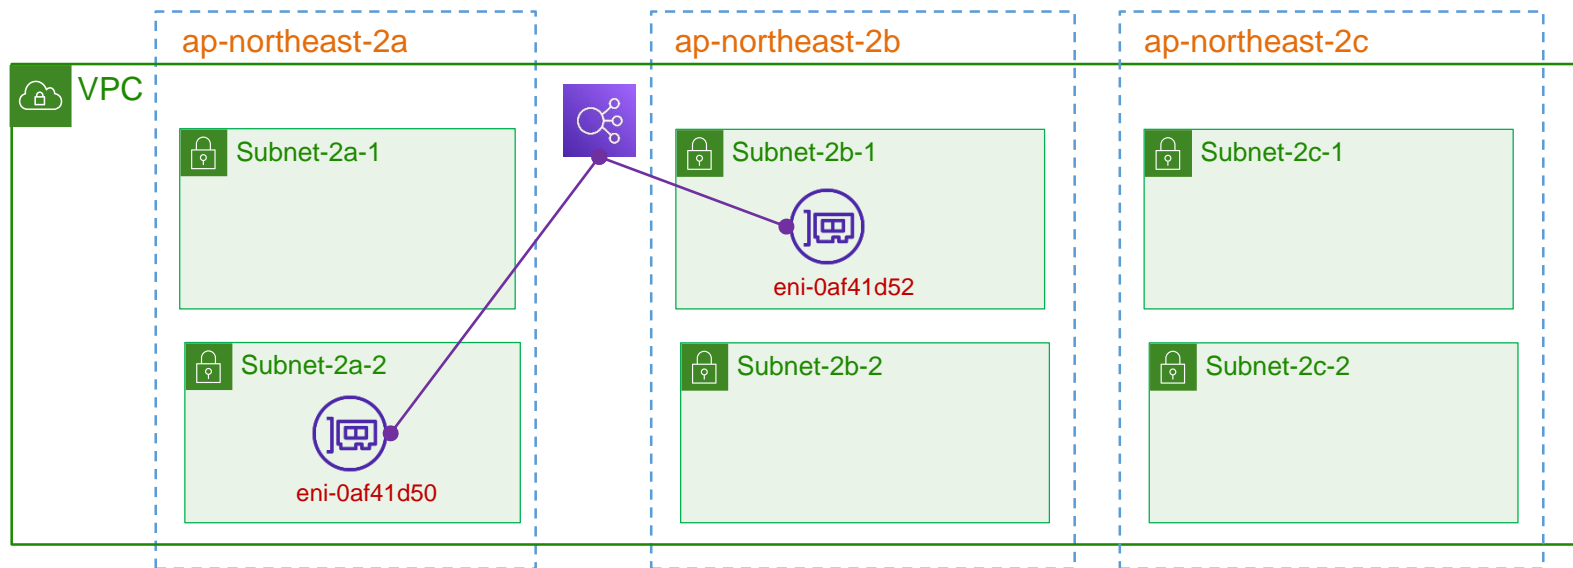 ap-northeast-2a
ap-northeast-2b
ap-northeast-2c
VPC
Subnet-2a-1
Subnet-2b-1
Subnet-2c-1
eni-0af41d52
Subnet-2a-2
Subnet-2b-2
Subnet-2c-2
eni-0af41d50